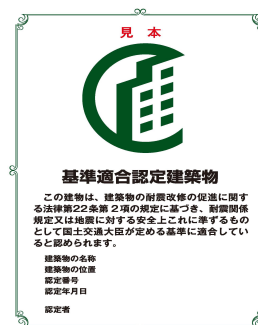 見 本
基準適合認定建築物
この建物は、建築物の耐震改修の促進に関す
る法律第22条第2項の規定に基づき、耐震関係
規定又は地震に対する安全上これに準ずるもの
として国土交通大臣が定める基準に適合してい
ると認められます。
建築物の名称
建築物の位置
認定番号
認定年月日
認定者